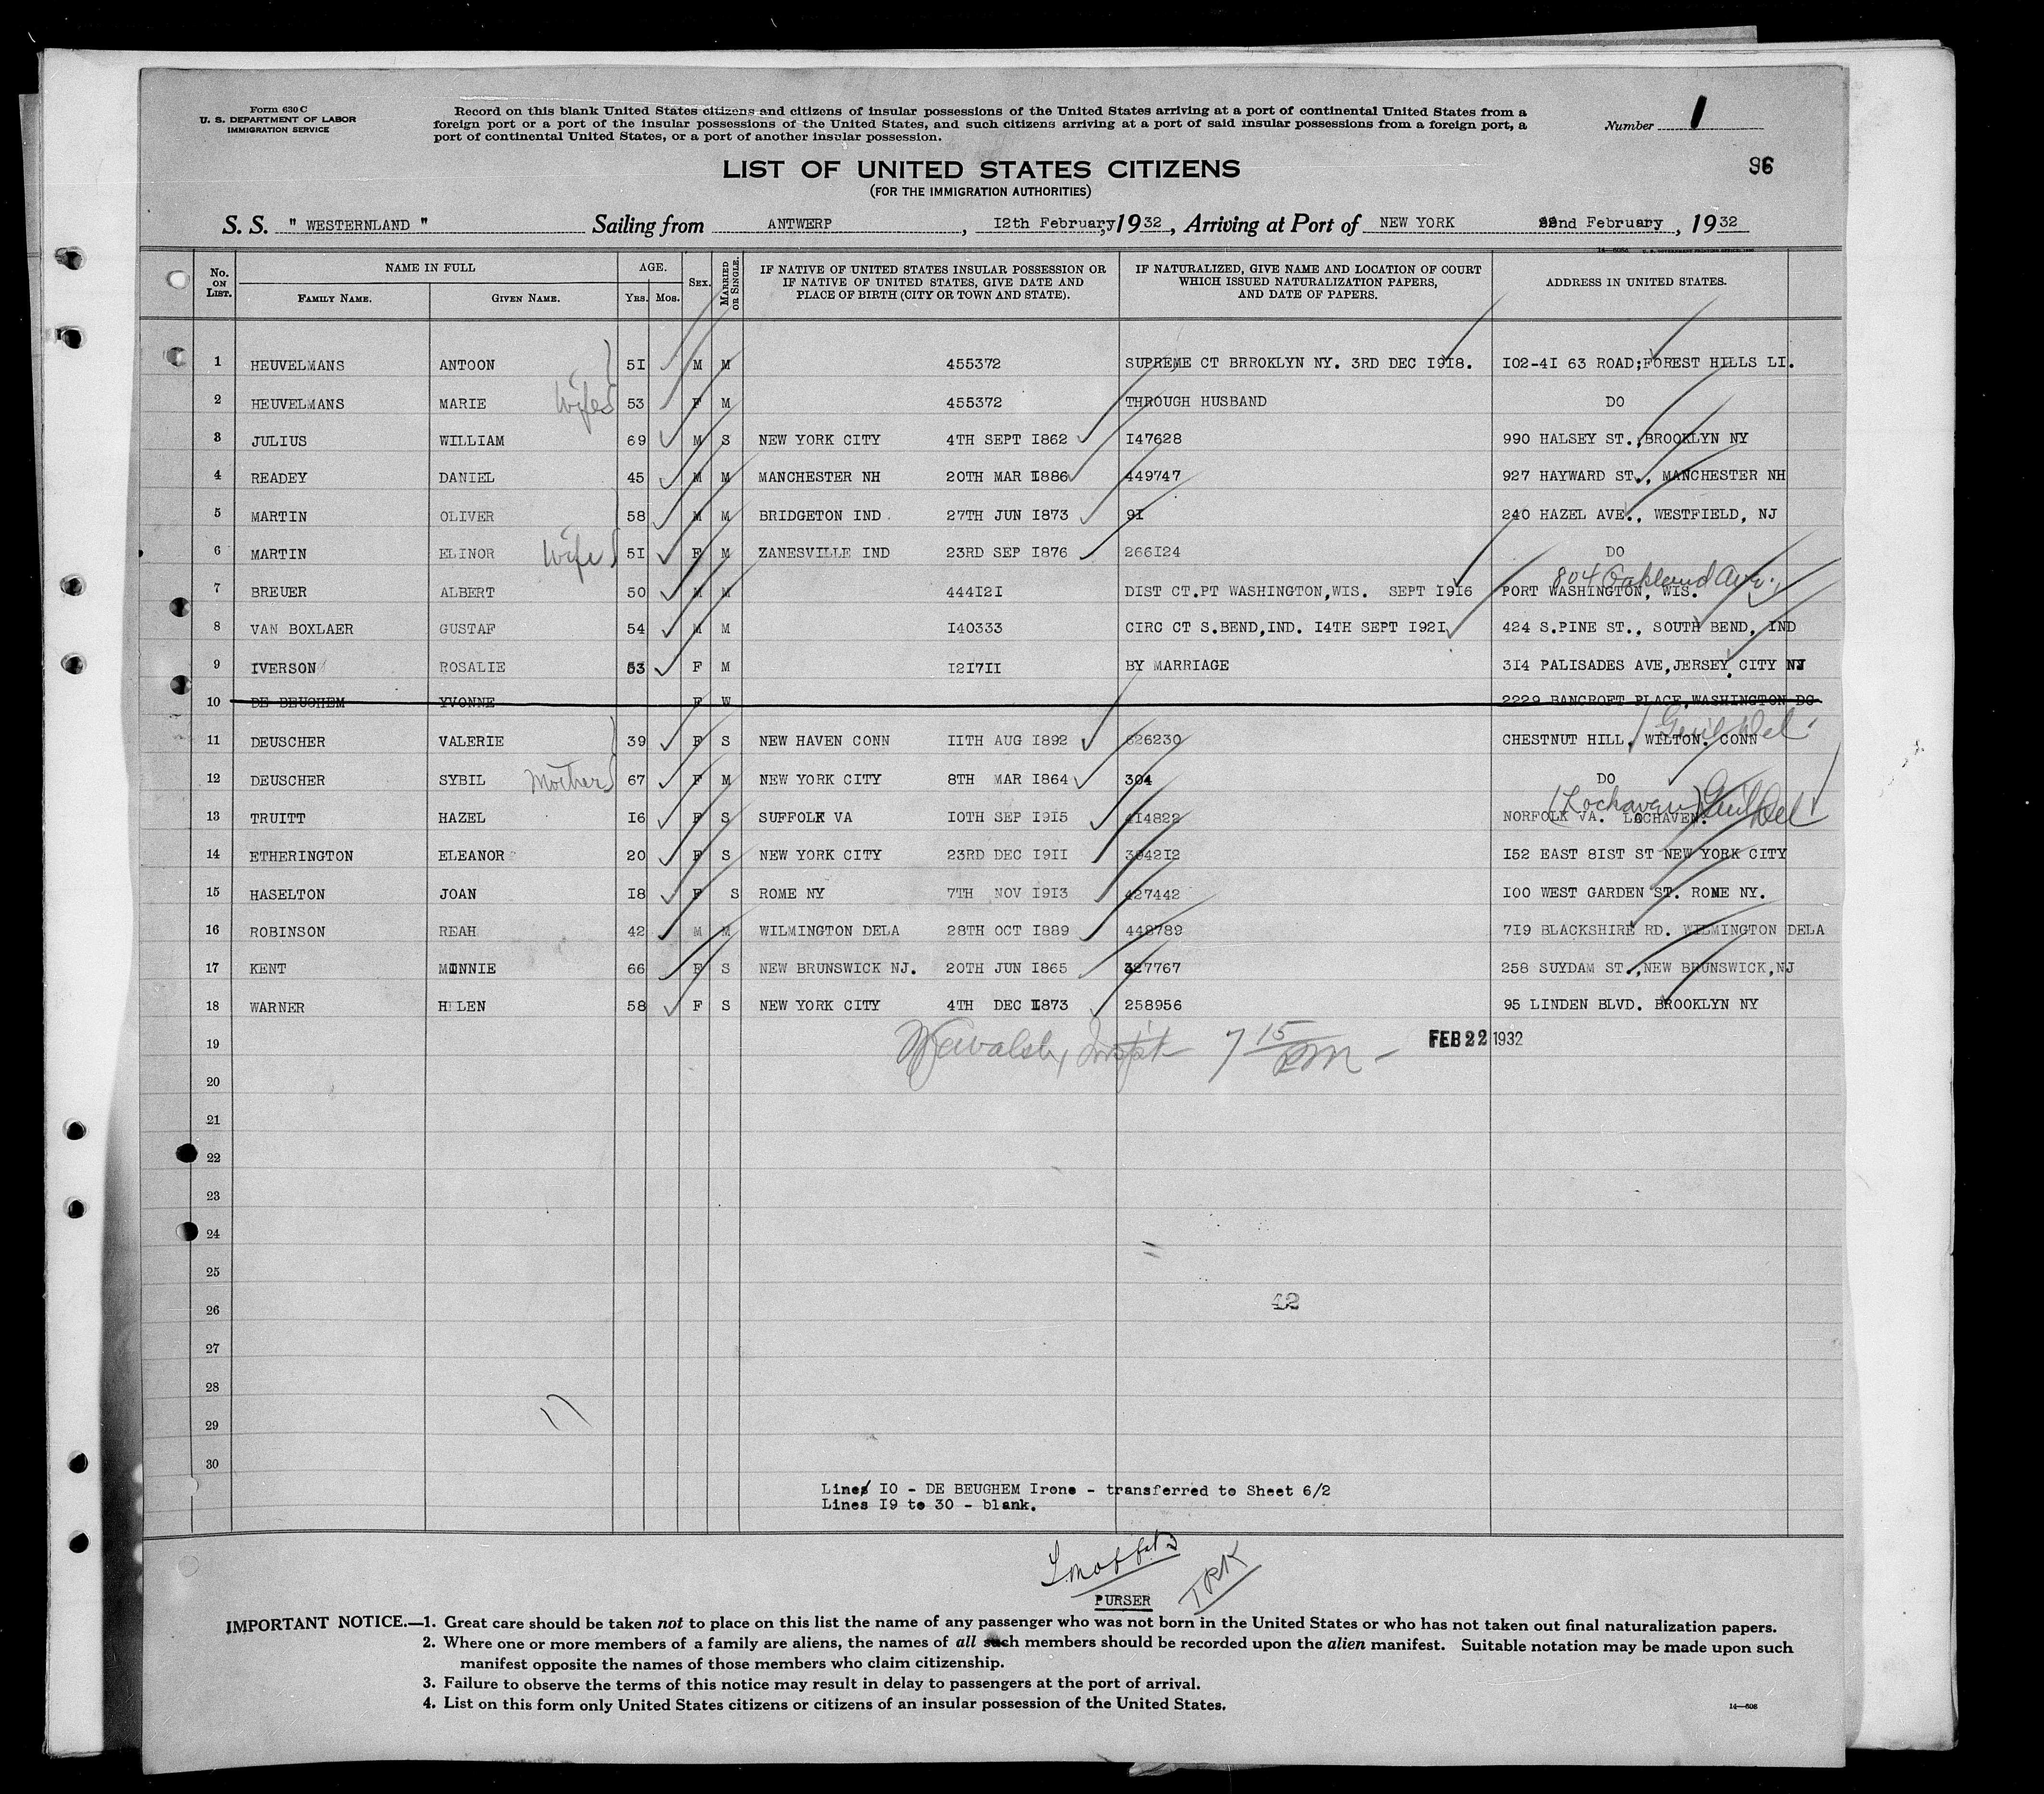 Form 630 C
U. S. DEPARTMENT OF LABOR
IMMIGRATION SERVICE
Record on this blank United States citizens and citizens of insular possessions of the United States arriving at a port of continental United States from a
foreign port or a port of the insular possessions of the United States, and such citizens arriving at a port of said insular possessions from a foreign port, a
port of continental United States, or a port of another insular possession.
Number 1
96
LIST OF UNITED STATES CITIZENS
(FOR THE IMMIGRATION AUTHORITIES)
S. S. " WESTERNLAND " Sailing from ANTWERP, 12th February, 1932, Arriving at Port of NEW YORK 22nd February, 1932
No. ON LIST. NAME IN FULL FAMILY NAME. GIVEN NAME. AGE. YRS. MOS. SEX. MARRIED OR SINGLE. IF NATIVE OF UNITED STATES INSULAR POSSESSION OR IF NATIVE OF UNITED STATES, GIVE DATE AND PLACE OF BIRTH (CITY OR TOWN AND STATE). IF NATURALIZED, GIVE NAME AND LOCATION OF COURT WHICH ISSUED NATURALIZATION PAPERS, AND DATE OF PAPERS. ADDRESS IN UNITED STATES.
1 HEUVELMANS ANTOON 51 M M 455372 SUPREME CT BRROKLYN NY. 3RD DEC 1918. 102-41 63 ROAD;FOREST HILLS LI.
2 HEUVELMANS MARIE Wife 53 F M 455372 THROUGH HUSBAND DO
3 JULIUS WILLIAM 69 M S NEW YORK CITY 4TH SEPT 1862 147628 990 HALSEY ST.,BROOKLYN NY
4 READEY DANIEL 45 M M MANCHESTER NH 20TH MAR 1886 449747 927 HAYWARD ST., MANCHESTER NH
5 MARTIN OLIVER 58 M M BRIDGETON IND 27TH JUN 1873 91 240 HAZEL AVE., WESTFIELD, NJ
6 MARTIN ELINOR Wife 51 F M ZANESVILLE IND 23RD SEP 1876 266124 DO
804 Oakland Ave.,
7 BREUER ALBERT 50 M M 444121 DIST CT.PT WASHINGTON,WIS. SEPT 1916 PORT WASHINGTON, WIS.
8 VAN BOXLAER GUSTAF 54 M M 140333 CIRC CT S.BEND,IND. 14TH SEPT 1921 424 S.PINE ST., SOUTH BEND, IND
9 IVERSON ROSALIE 53 F M 121711 BY MARRIAGE 314 PALISADES AVE,JERSEY CITY NJ
10 DE BEUGHEM YVONNE F W 2229 BANCROFT PLACE,WASHINGTON DC
11 DEUSCHER VALERIE 39 F S NEW HAVEN CONN 11TH AUG 1892 626230 CHESTNUT HILL, WILTON. CONN
12 DEUSCHER SYBIL Mother 67 F M NEW YORK CITY 8TH MAR 1864 304 DO
(Lochaven)
13 TRUITT HAZEL 16 F S SUFFOLK VA 10TH SEP 1915 414822 NORFOLK VA. LOCHAVEN.
14 ETHERINGTON ELEANOR 20 F S NEW YORK CITY 23RD DEC 1911 394212 152 EAST 81ST ST NEW YORK CITY
15 HASELTON JOAN 18 F S ROME NY 7TH NOV 1913 427442 100 WEST GARDEN ST. ROME NY.
16 ROBINSON REAH 42 M M WILMINGTON DELA 28TH OCT 1889 448789 719 BLACKSHIRE RD. WILMINGTON DELA
17 KENT MINNIE 66 F S NEW BRUNSWICK NJ. 20TH JUN 1865 327767 258 SUYDAM ST.,NEW BRUNSWICK,NJ
18 WARNER HELEN 58 F S NEW YORK CITY 4TH DEC 1873 258956 95 LINDEN BLVD. BROOKLYN NY
19 7 15 PM - FEB 22 1932
20
21
22
23
24
25
26 42
27
28
29
30
Lines 10 - DE BEUGHEM Irone - transferred to Sheet 6/2
Lines 19 to 30 - blank.
PURSER
IMPORTANT NOTICE.—1. Great care should be taken not to place on this list the name of any passenger who was not born in the United States or who has not taken out final naturalization papers.
2. Where one or more members of a family are aliens, the names of all such members should be recorded upon the alien manifest. Suitable notation may be made upon such
manifest opposite the names of those members who claim citizenship.
3. Failure to observe the terms of this notice may result in delay to passengers at the port of arrival.
4. List on this form only United States citizens or citizens of an insular possession of the United States.